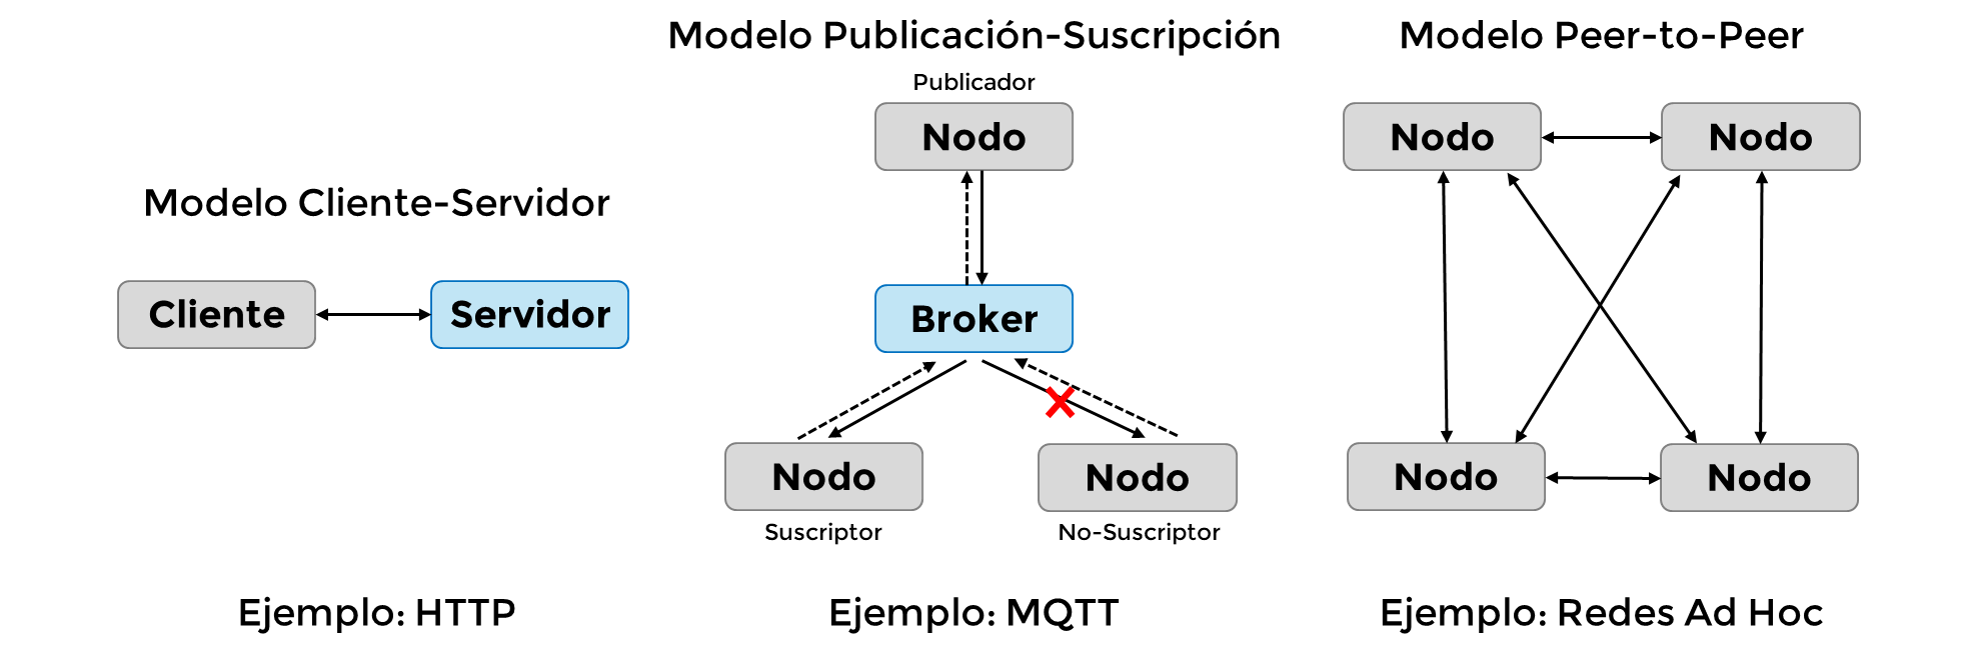 Modelo Cliente-Servidor
Cliente
Servidor
Ejemplo: HTTP
Modelo Publicación-Suscripción
Publicador
Nodo
Broker
Nodo
Nodo
Suscriptor
No-Suscriptor
Ejemplo: MQTT
Modelo Peer-to-Peer
Nodo
Nodo
Nodo
Nodo
Ejemplo: Redes Ad Hoc